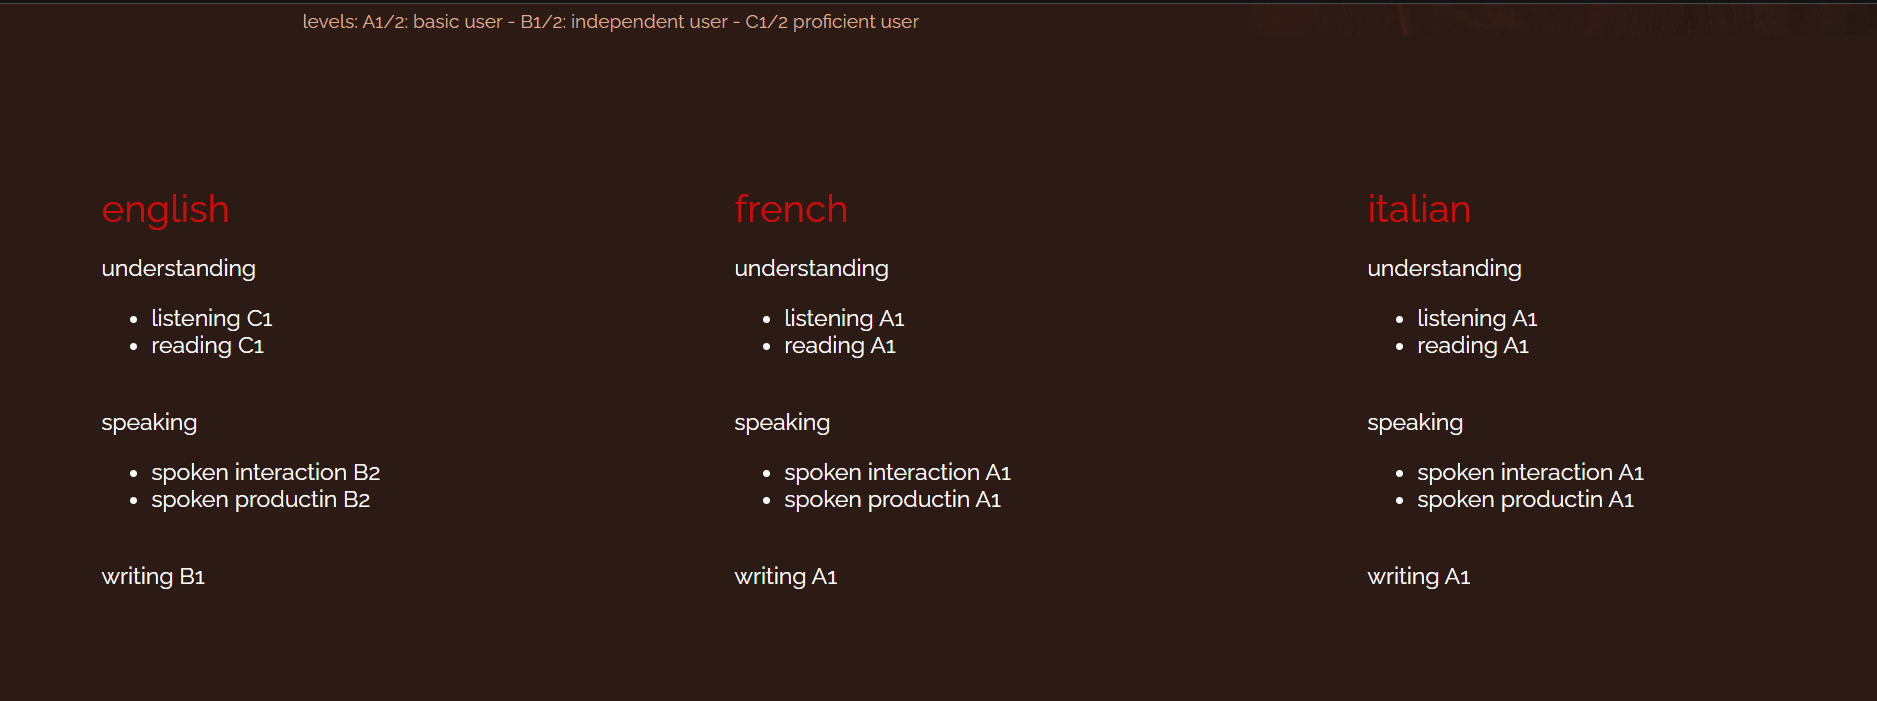 levels: A1/2: basic user - B1/2: independent user - C1/2 proficient user
english
understanding
• listening C1
• reading C1
speaking
• spoken interaction B2
• spoken productin B2
writing B1
french
understanding
• listening A1
• reading A1
speaking
• spoken interaction A1
• spoken productin A1
writing A1
italian
understanding
• listening A1
• reading A1
speaking
• spoken interaction A1
• spoken productin A1
writing A1